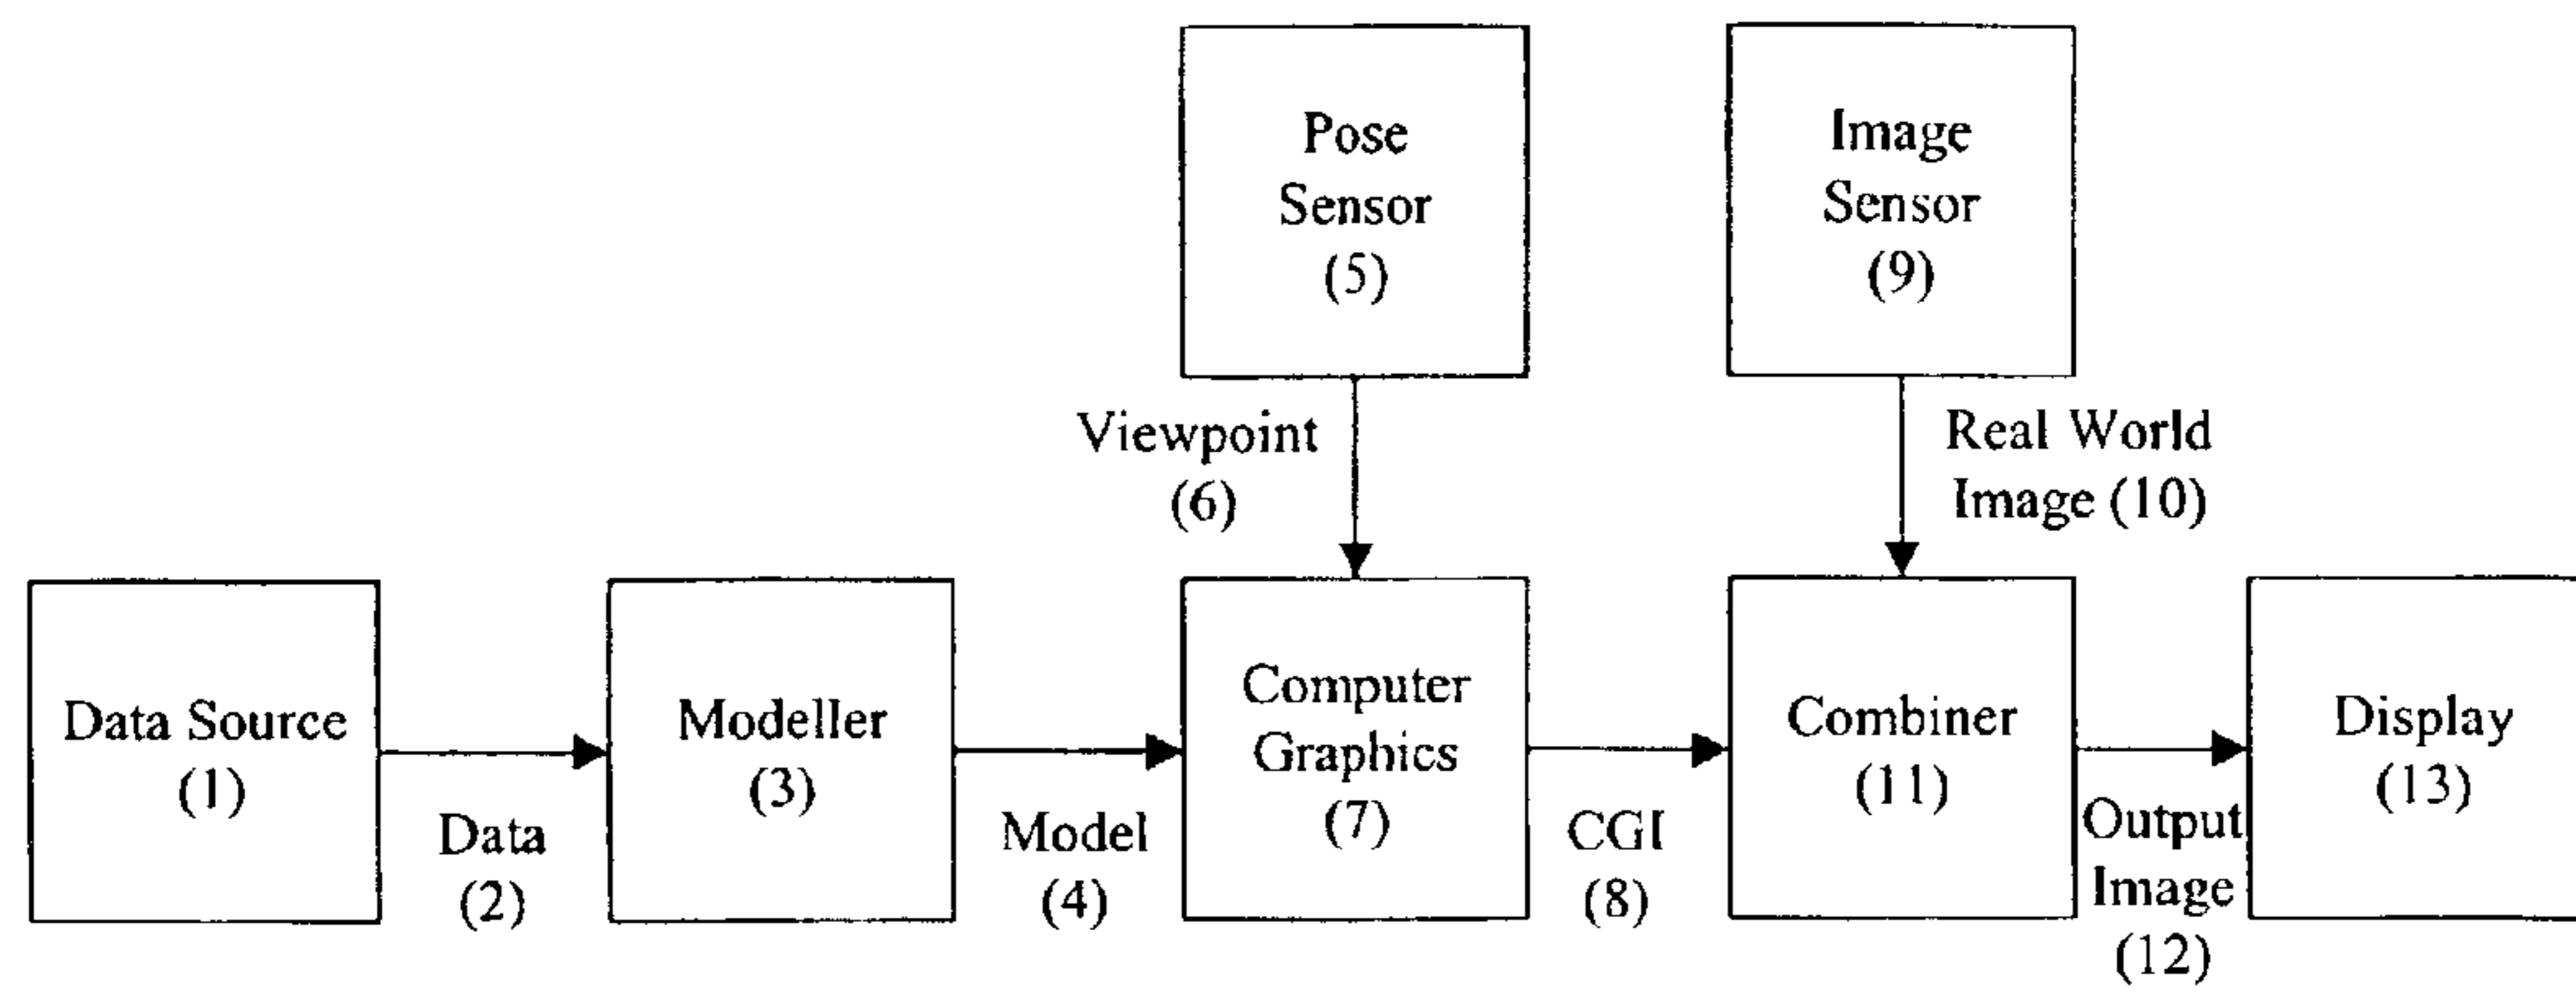 Pose
Sensor
(5)
Image
Sensor
(9)
Viewpoint
(6)
Real World
Image (10)
Data Source
(1)
Data
(2)
Modeller
(3)
Model
(4)
Computer
Graphics
(7)
CGI
(8)
Combiner
(11)
Output
Image
(12)
Display
(13)